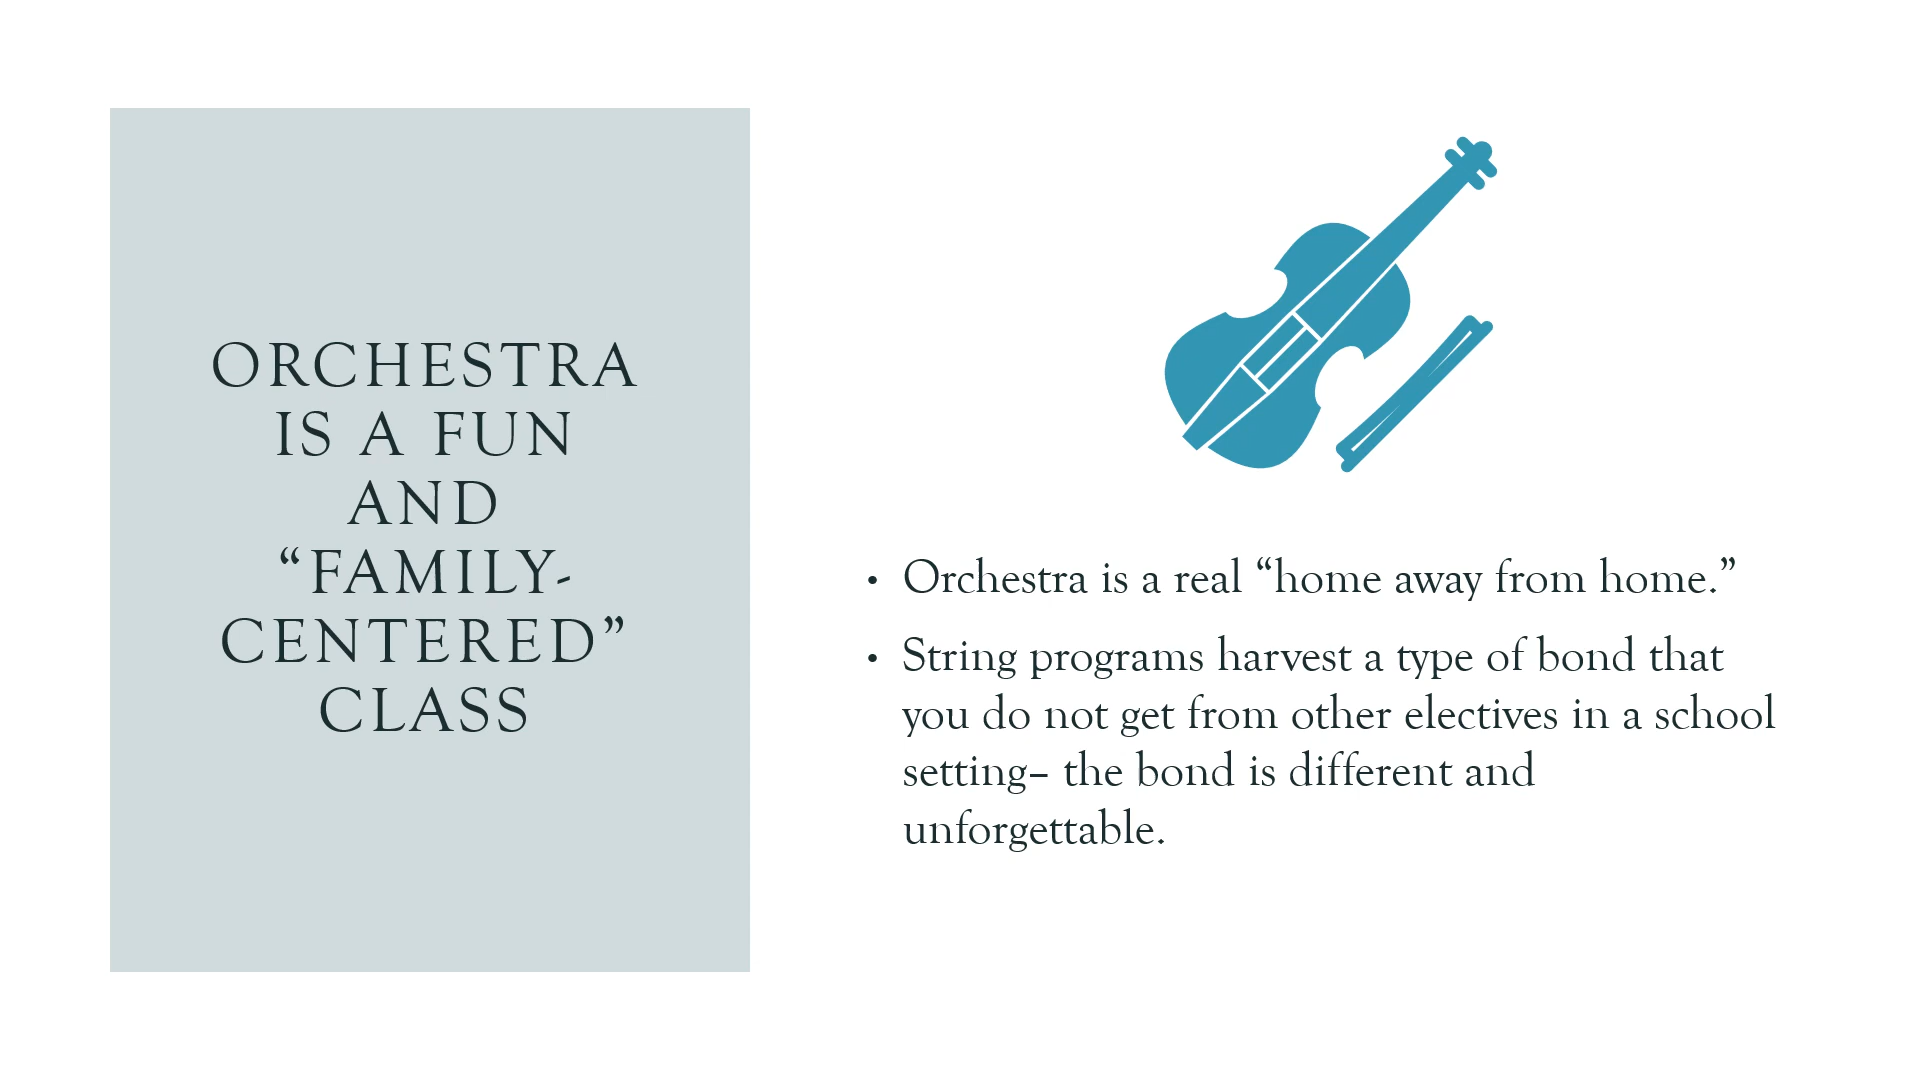 ORCHESTRA
IS A FUN
AND
“FAMILY-
CENTERED”
CLASS
• Orchestra is a real “home away from home.”
• String programs harvest a type of bond that
you do not get from other electives in a school
setting– the bond is different and
unforgettable.